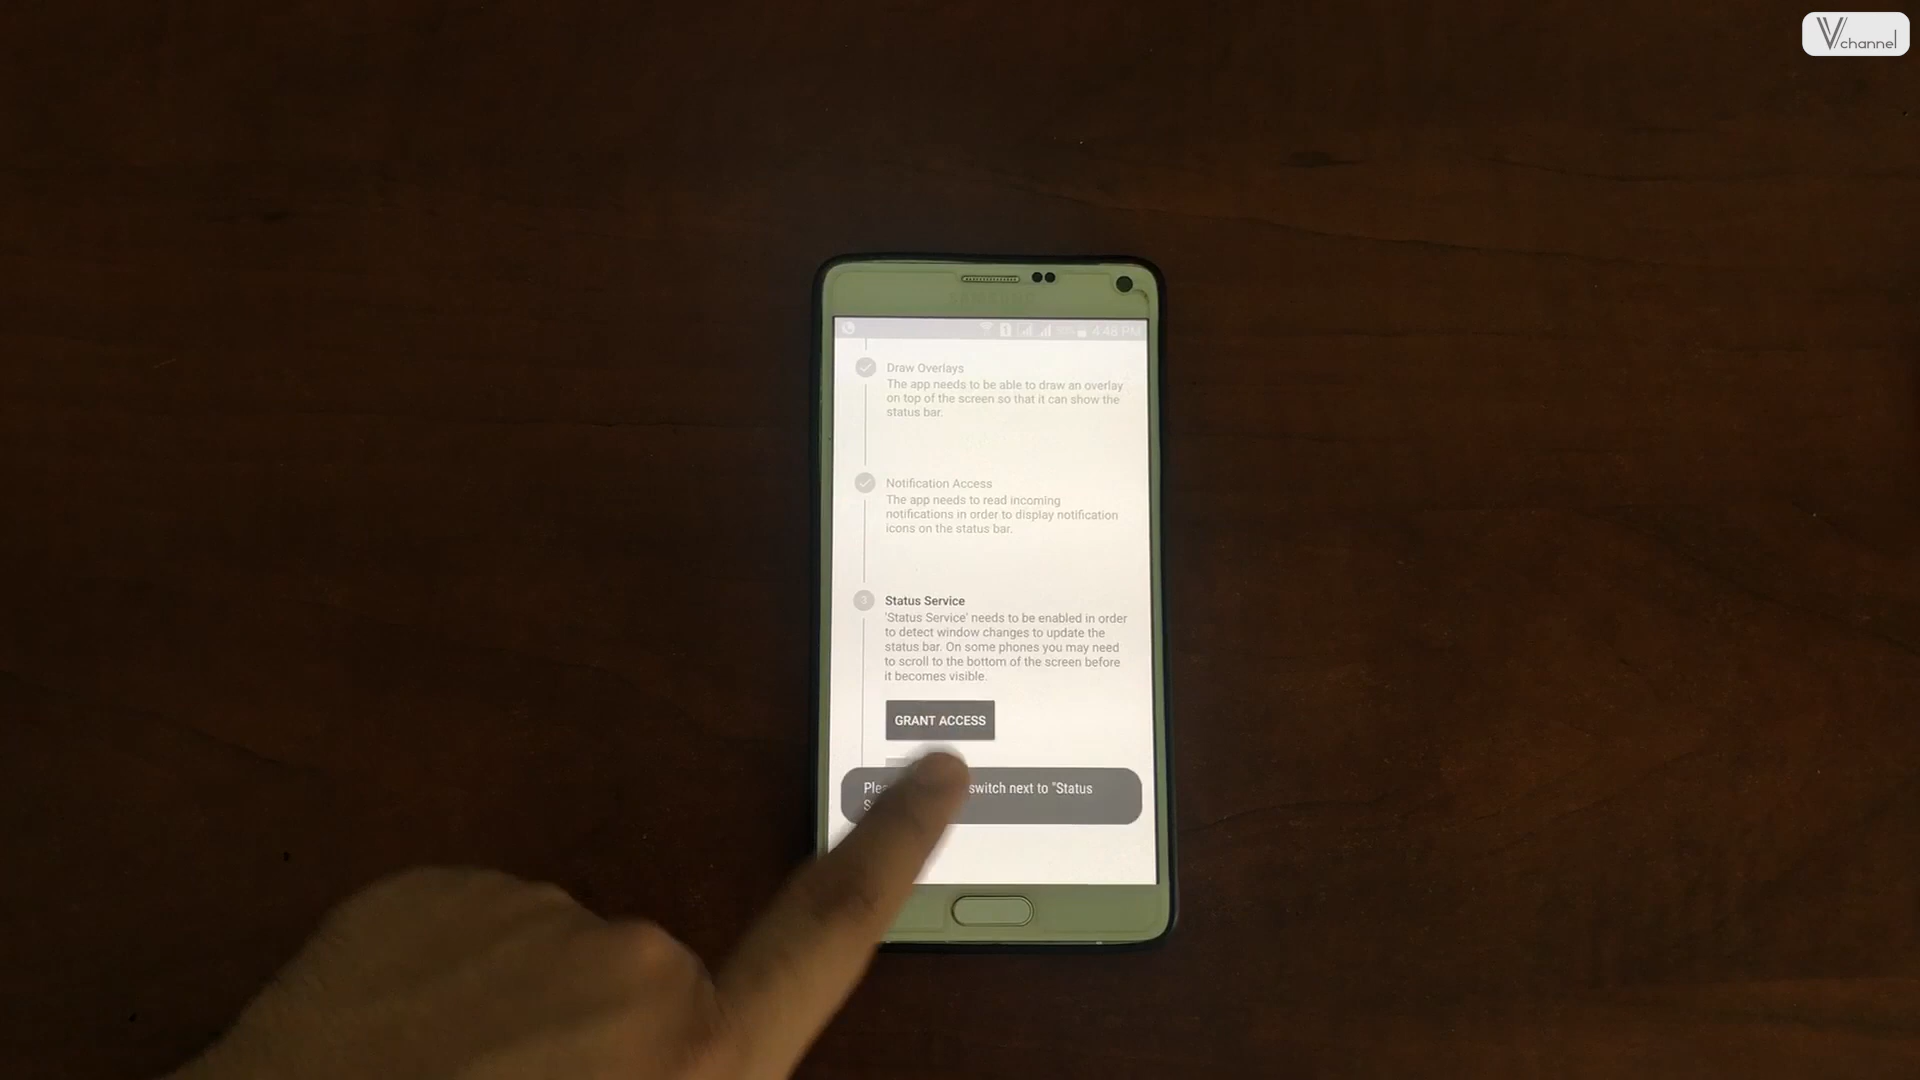 Vchannel
SAMSUNG
1 4:48 PM
Draw Overlays
The app needs to be able to draw an overlay
on top of the screen so that it can show the
status bar.
Notification Access
The app needs to read incoming
notifications in order to display notification
icons on the status bar.
3 Status Service
'Status Service' needs to be enabled in order
to detect window changes to update the
status bar. On some phones you may need
to scroll to the bottom of the screen before
it becomes visible.
GRANT ACCESS
switch next to "Status